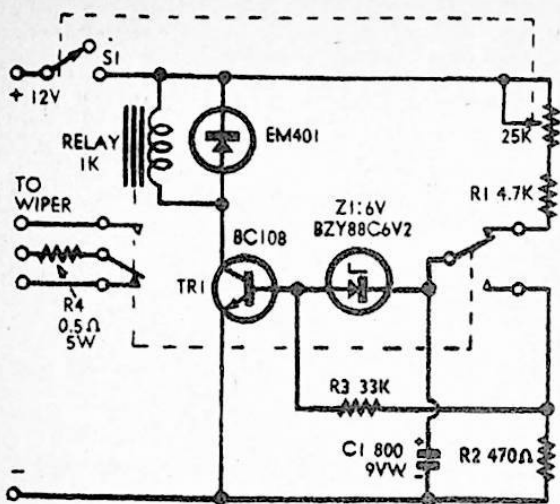 S1
+ 12V
RELAY
1K
EM401
25K
R1 4.7K
TO
WIPER
Z1:6V
BZY88C6V2
BC108
TR1
R4
0.5Ω
5W
R3 33K
C1 800
9VW
+
-
R2 470Ω
-